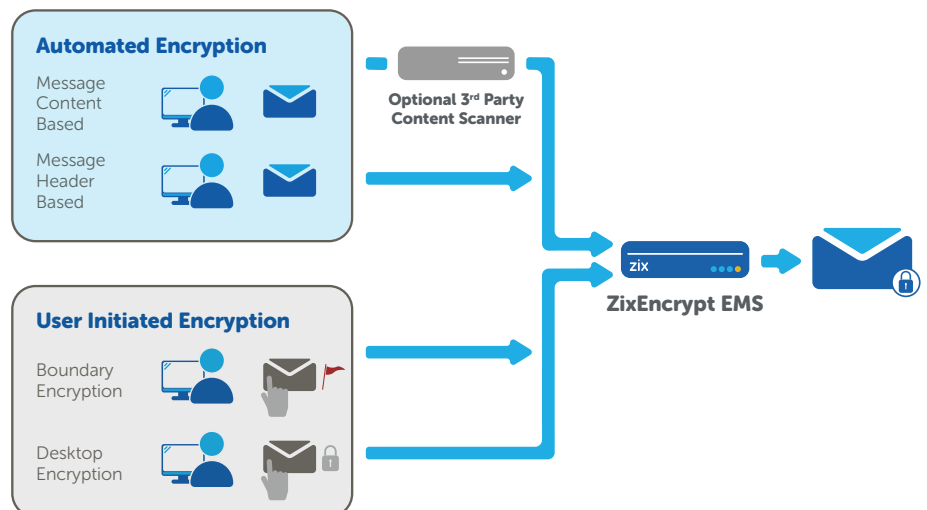 Automated Encryption
Message
Content
Based
Message
Header
Based
Optional 3rd Party
Content Scanner
zix
ZixEncrypt EMS
User Initiated Encryption
Boundary
Encryption
Desktop
Encryption